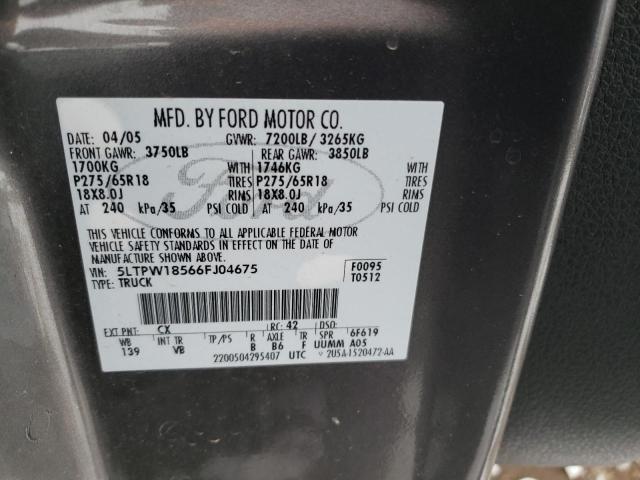 MFD. BY FORD MOTOR CO.
DATE: 04/05 GVWR: 7200LB/ 3265KG
FRONT GAWR: 3750LB REAR GAWR: 3850LB
1700KG WITH 1746KG WITH
P275/65R18 TIRES P275/65R18 TIRES
18X8.0J RIMS 18X8.0J RIMS
AT 240 kPa/35 PSI COLD AT 240 kPa/35 PSI COLD
THIS VEHICLE CONFORMS TO ALL APPLICABLE FEDERAL MOTOR
VEHICLE SAFETY STANDARDS IN EFFECT ON THE DATE OF
MANUFACTURE SHOWN ABOVE.
VIN: 5LTPW18566FJ04675 F0095
TYPE: TRUCK T0512
EXT PNT: CX RC: 42 DSO:
WB INT TR TP/PS R AXLE TR SPR 6F619
139 VB B B6 F UUMM A05
2200504295407 UTC 2U5A-1520472-AA
Ford